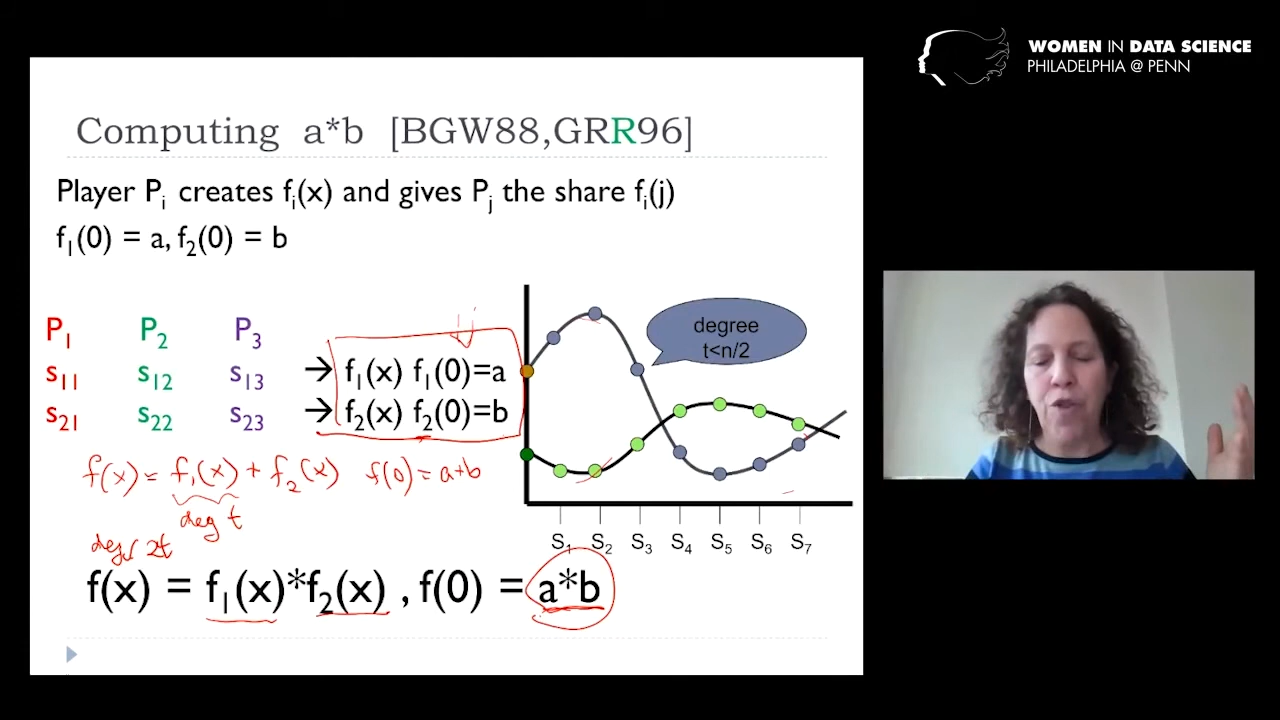 WOMEN IN DATA SCIENCE
PHILADELPHIA @ PENN
Computing a*b [BGW88,GRR96]
Player Pi creates fi(x) and gives Pj the share fi(j)
f1(0) = a, f2(0) = b
P1 P2 P3
degree
t<n/2
s11 s12 s13 → f1(x) f1(0)=a
s21 s22 s23 → f2(x) f2(0)=b
f(x) = f1(x) + f2(x) f(0) = a+b
deg t
deg 2t
S1 S2 S3 S4 S5 S6 S7
f(x) = f1(x)*f2(x) , f(0) = a*b